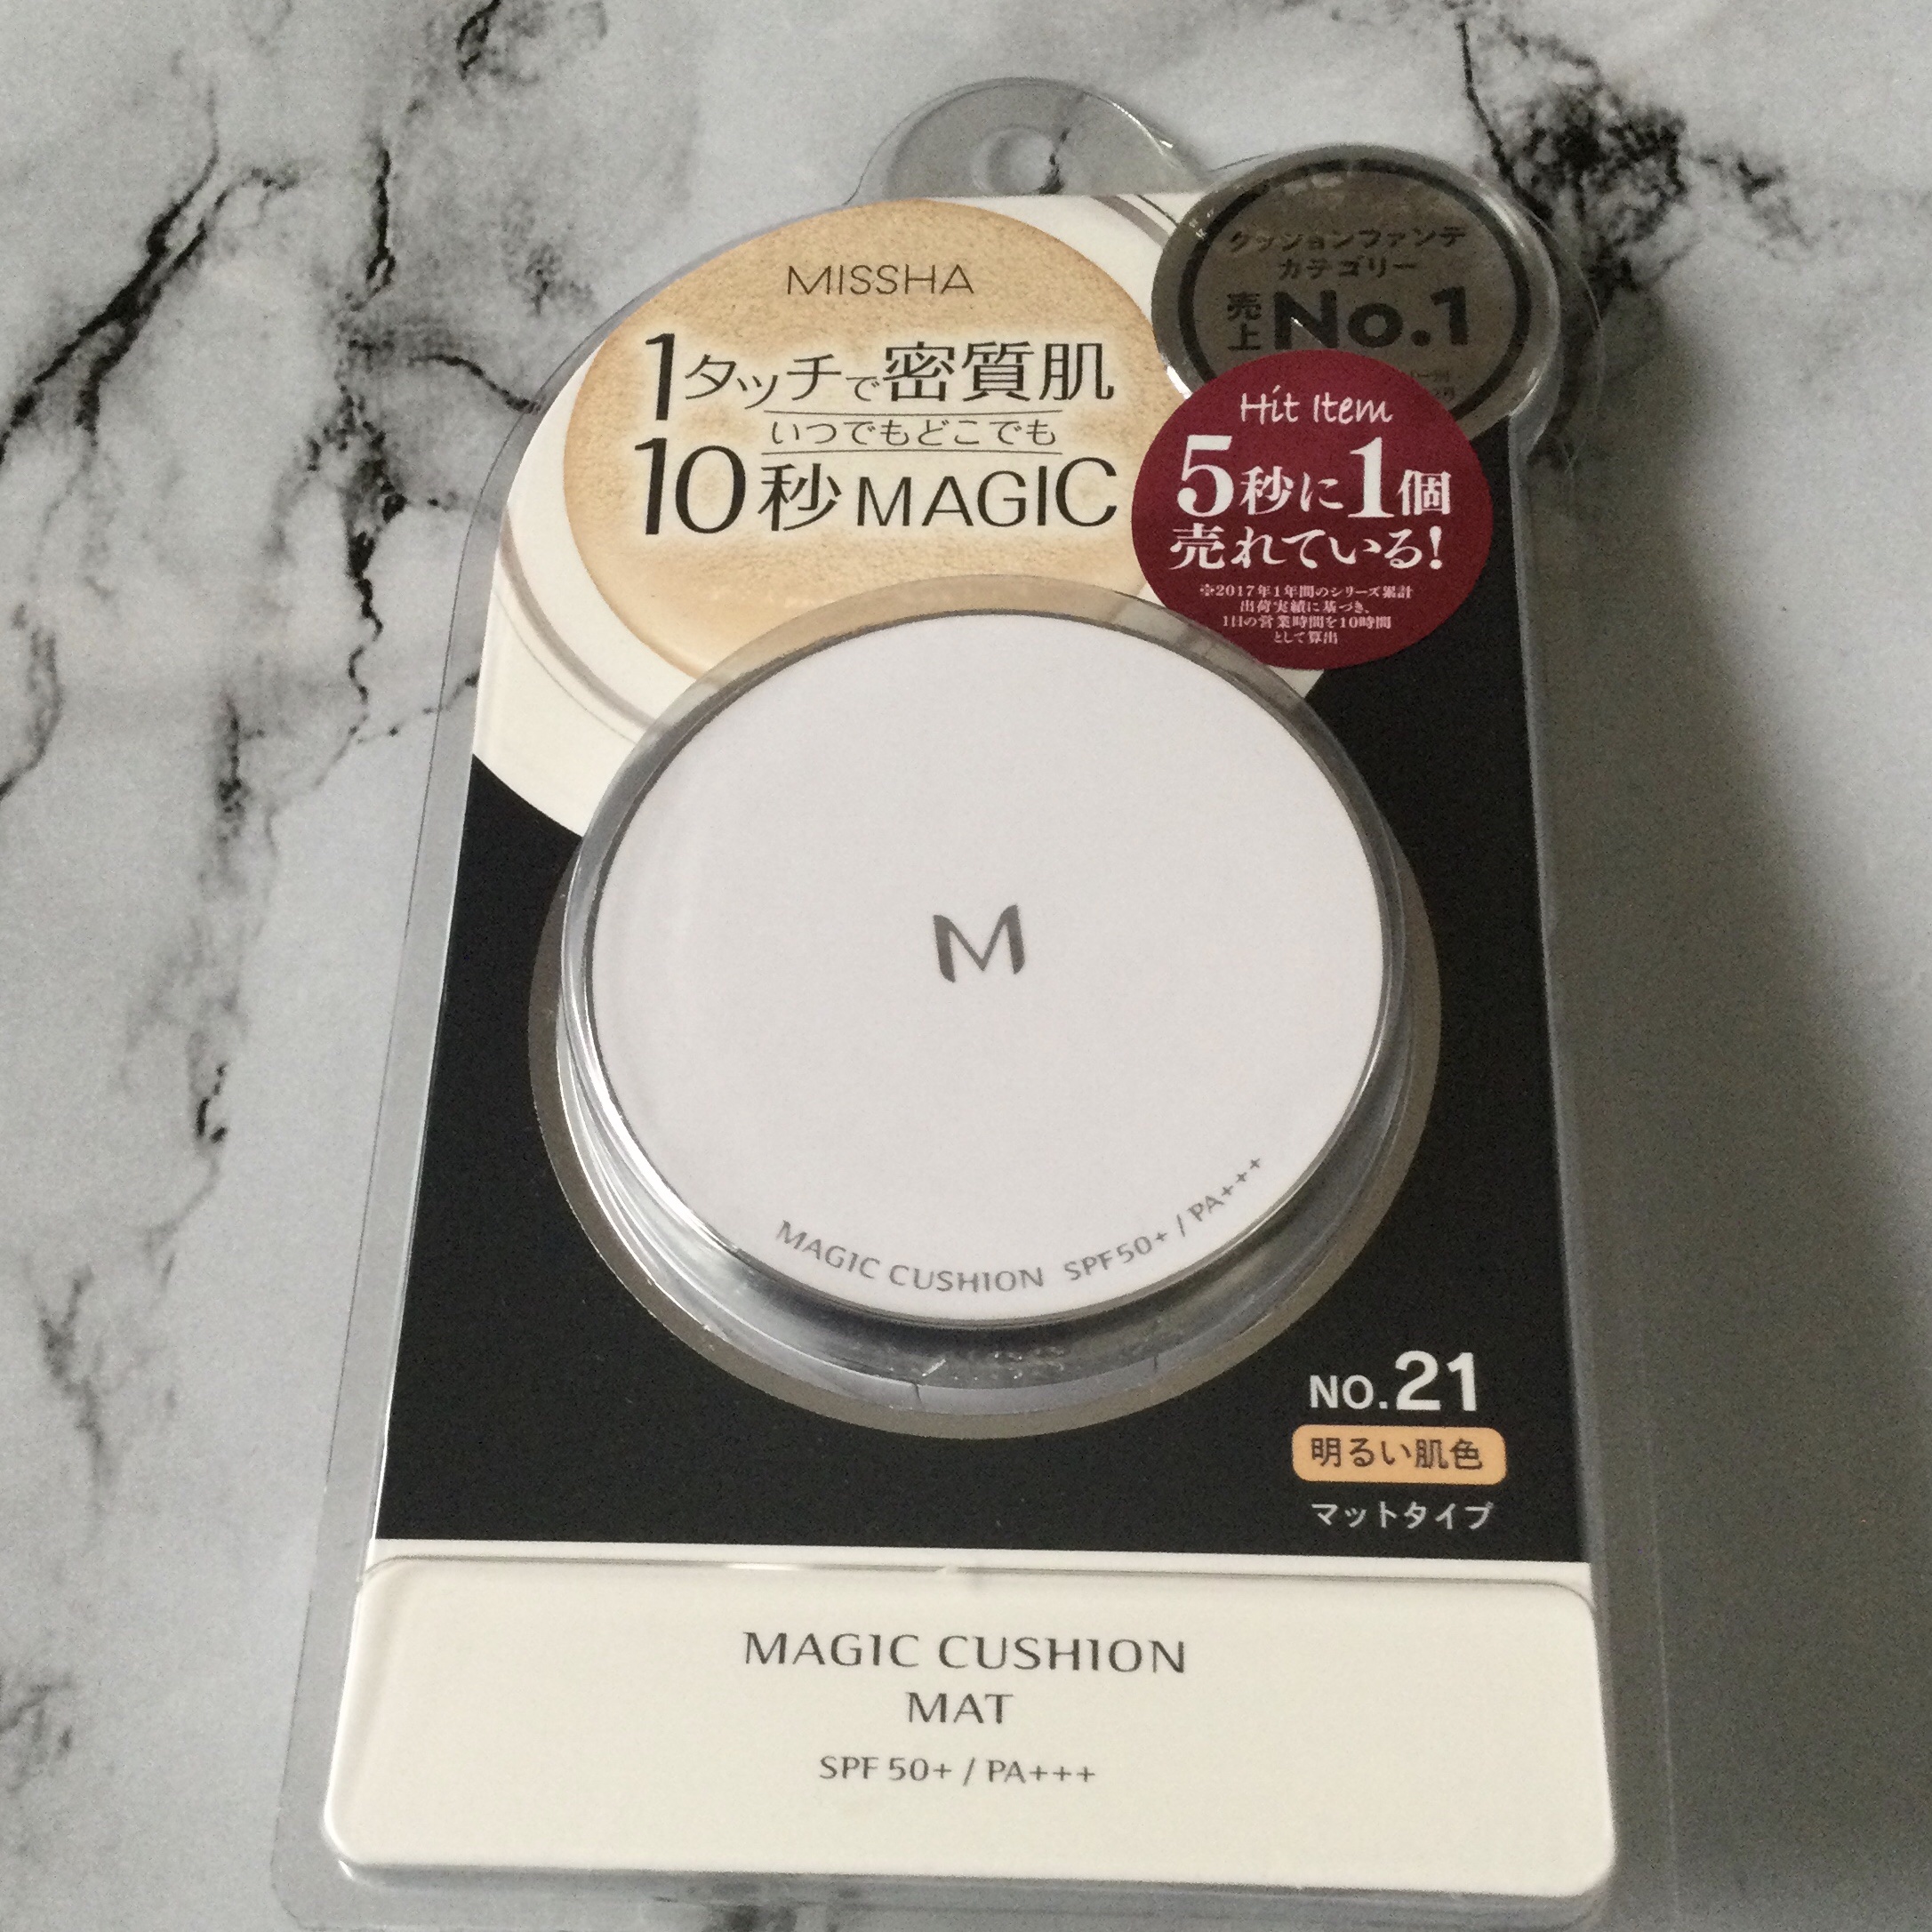 MISSHA
1タッチで密質肌
いつでもどこでも
10秒MAGIC
クッションファンデ
カテゴリー
売上 No.1
Hit Item
5秒に1個
売れている!
※2017年1年間のシリーズ累計
出荷実績に基づき、
1日の営業時間を10時間
として算出
M
MAGIC CUSHION SPF50+ / PA+++
NO.21
明るい肌色
マットタイプ
MAGIC CUSHION
MAT
SPF 50+ / PA+++